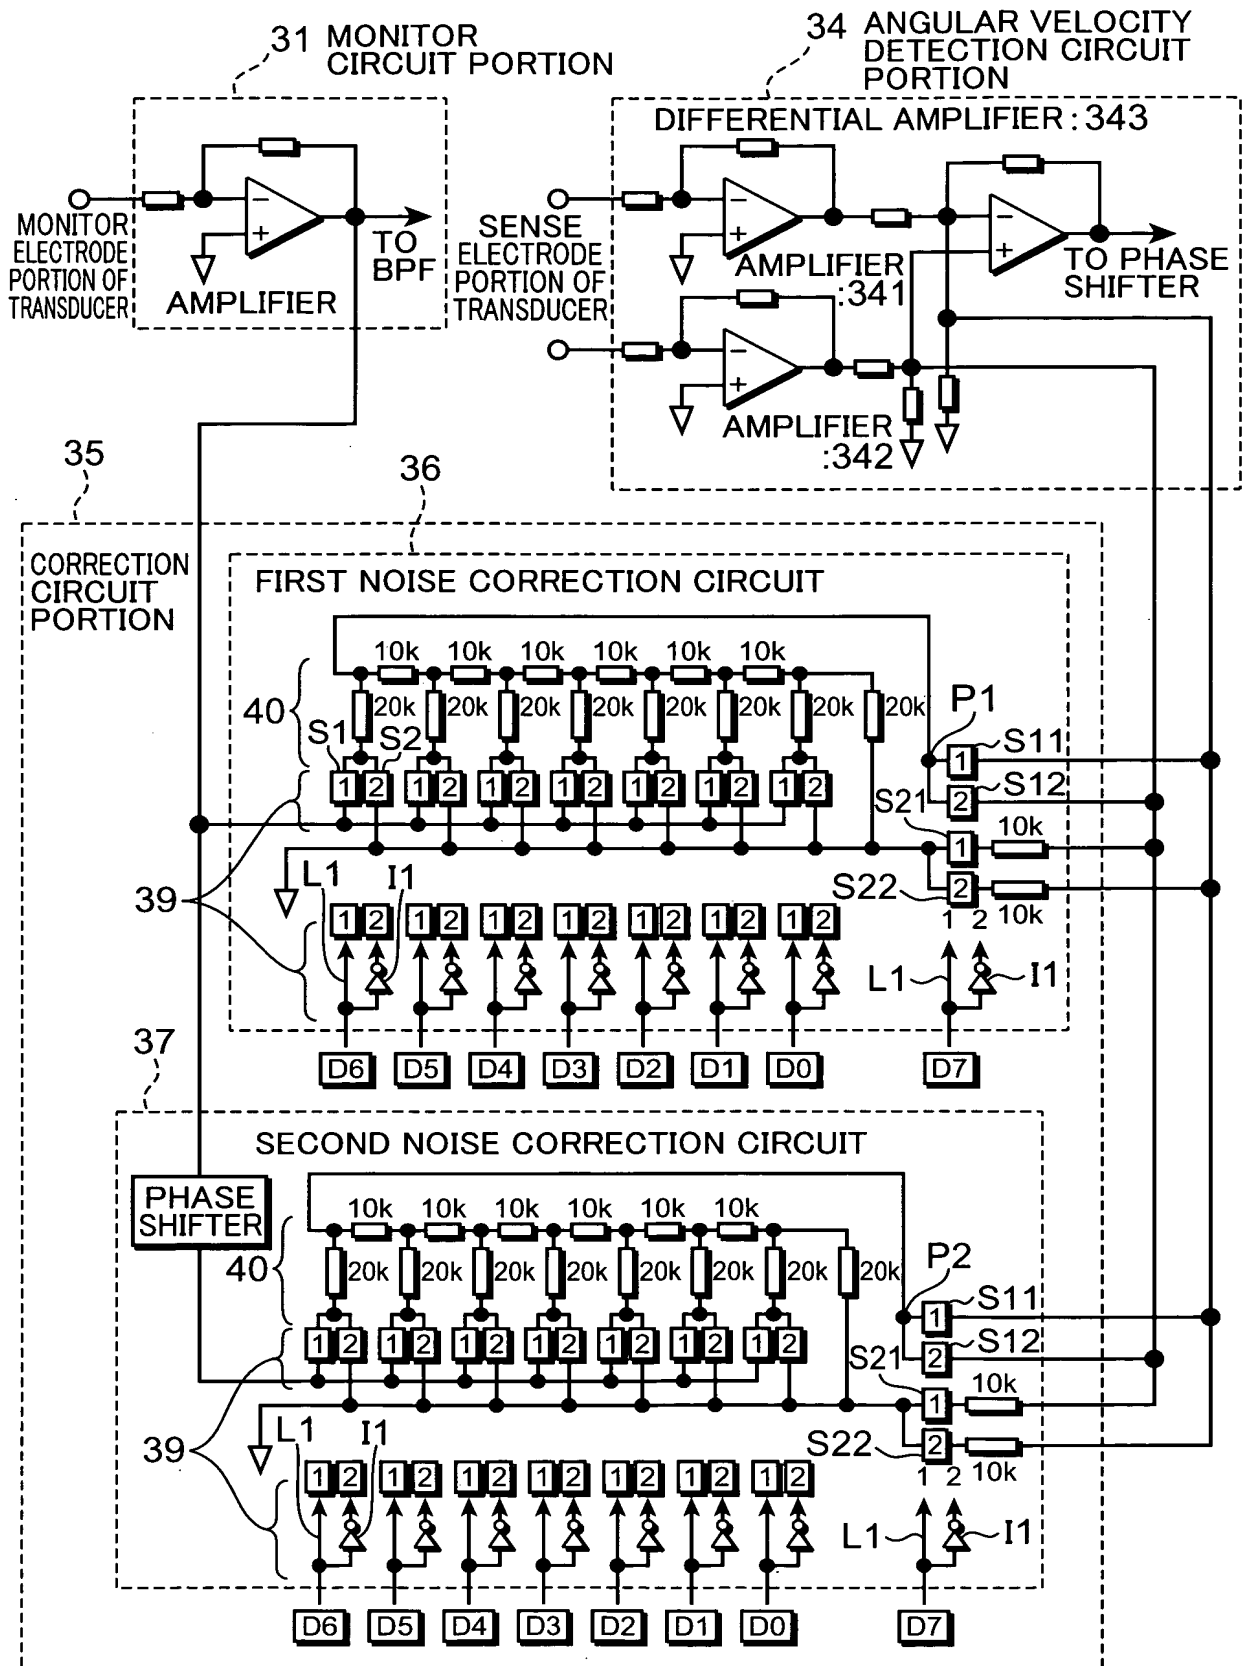 31 MONITOR
CIRCUIT PORTION
34 ANGULAR VELOCITY
DETECTION CIRCUIT
PORTION
DIFFERENTIAL AMPLIFIER : 343
MONITOR
ELECTRODE
PORTION OF
TRANSDUCER
− +
AMPLIFIER
TO
BPF
SENSE
ELECTRODE
PORTION OF
TRANSDUCER
− +
AMPLIFIER
:341
− +
TO PHASE
SHIFTER
− +
AMPLIFIER
:342
35
36
CORRECTION
CIRCUIT
PORTION
FIRST NOISE CORRECTION CIRCUIT
10k 10k 10k 10k 10k 10k
40
20k 20k 20k 20k 20k 20k 20k 20k
P1
S1 S2
S11
1 2 1 2 1 2 1 2 1 2 1 2 1 2
1
S12
2
S21
10k
1
39
L1 I1
S22
2
10k
1 2 1 2 1 2 1 2 1 2 1 2 1 2
1 2
L1 I1
D6 D5 D4 D3 D2 D1 D0 D7
37
SECOND NOISE CORRECTION CIRCUIT
PHASE
SHIFTER
10k 10k 10k 10k 10k 10k
40
20k 20k 20k 20k 20k 20k 20k 20k
P2
S11
1 2 1 2 1 2 1 2 1 2 1 2 1 2
1
S12
2
S21
10k
1
39
L1 I1
S22
2
10k
1 2 1 2 1 2 1 2 1 2 1 2 1 2
1 2
L1 I1
D6 D5 D4 D3 D2 D1 D0 D7